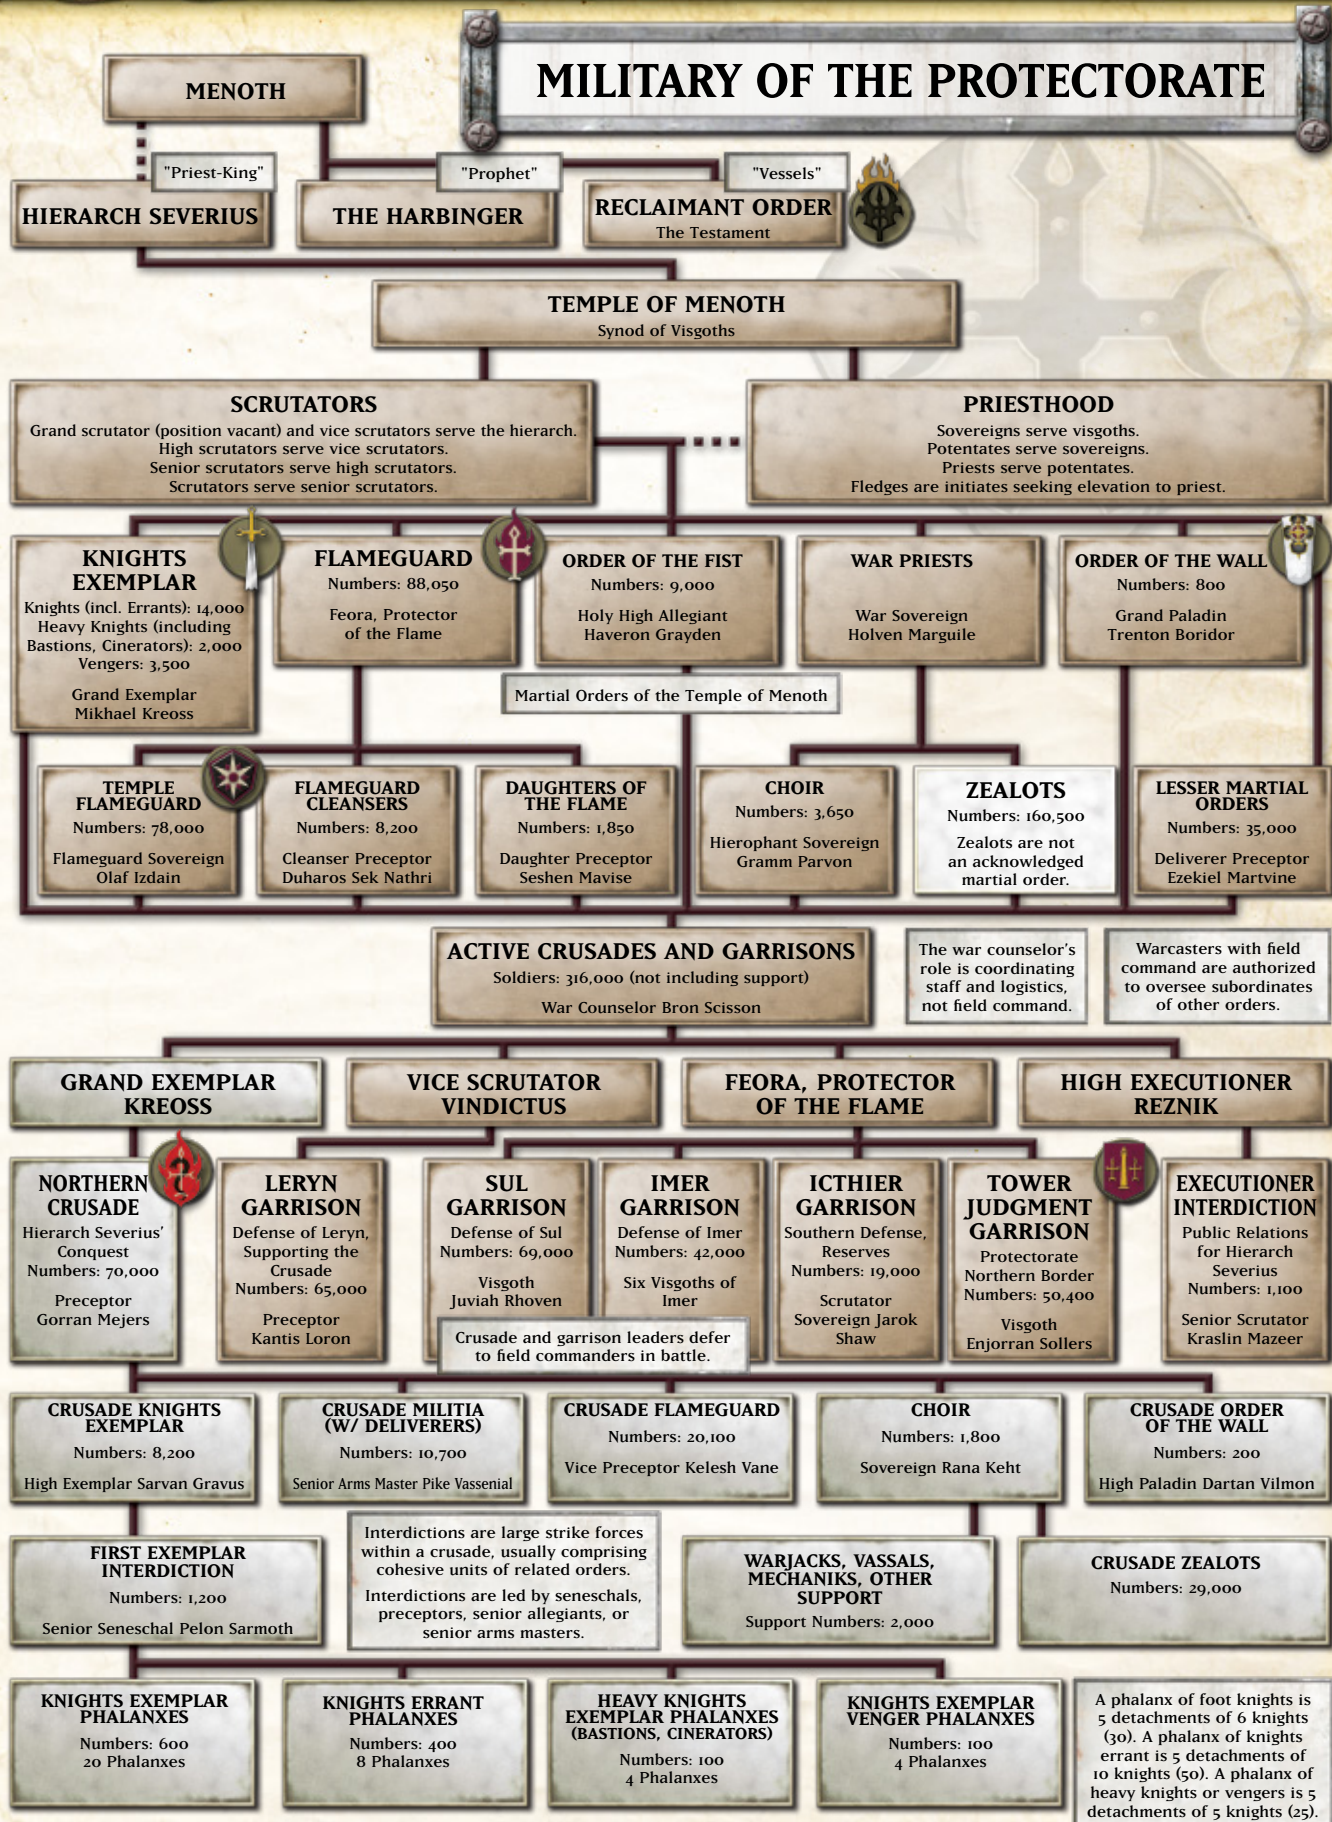 MILITARY OF THE PROTECTORATE
MENOTH
"Priest-King"
HIERARCH SEVERIUS
"Prophet"
THE HARBINGER
"Vessels"
RECLAIMANT ORDER
The Testament
TEMPLE OF MENOTH
Synod of Visgoths
SCRUTATORS
Grand scrutator (position vacant) and vice scrutators serve the hierarch.
High scrutators serve vice scrutators.
Senior scrutators serve high scrutators.
Scrutators serve senior scrutators.
PRIESTHOOD
Sovereigns serve visgoths.
Potentates serve sovereigns.
Priests serve potentates.
Fledges are initiates seeking elevation to priest.
KNIGHTS
EXEMPLAR
Knights (incl. Errants): 14,000
Heavy Knights (including
Bastions, Cinerators): 2,000
Vengers: 3,500
Grand Exemplar
Mikhael Kreoss
FLAMEGUARD
Numbers: 88,050
Feora, Protector
of the Flame
ORDER OF THE FIST
Numbers: 9,000
Holy High Allegiant
Haveron Grayden
WAR PRIESTS
War Sovereign
Holven Marguile
ORDER OF THE WALL
Numbers: 800
Grand Paladin
Trenton Boridor
Martial Orders of the Temple of Menoth
TEMPLE
FLAMEGUARD
Numbers: 78,000
Flameguard Sovereign
Olaf Izdain
FLAMEGUARD
CLEANSERS
Numbers: 8,200
Cleanser Preceptor
Duharos Sek Nathri
DAUGHTERS OF
THE FLAME
Numbers: 1,850
Daughter Preceptor
Seshen Mavise
CHOIR
Numbers: 3,650
Hierophant Sovereign
Gramm Parvon
ZEALOTS
Numbers: 160,500
Zealots are not
an acknowledged
martial order.
LESSER MARTIAL
ORDERS
Numbers: 35,000
Deliverer Preceptor
Ezekiel Martvine
ACTIVE CRUSADES AND GARRISONS
Soldiers: 316,000 (not including support)
War Counselor Bron Scisson
The war counselor's
role is coordinating
staff and logistics,
not field command.
Warcasters with field
command are authorized
to oversee subordinates
of other orders.
GRAND EXEMPLAR
KREOSS
VICE SCRUTATOR
VINDICTUS
FEORA, PROTECTOR
OF THE FLAME
HIGH EXECUTIONER
REZNIK
NORTHERN
CRUSADE
Hierarch Severius'
Conquest
Numbers: 70,000
Preceptor
Gorran Mejers
LERYN
GARRISON
Defense of Leryn,
Supporting the
Crusade
Numbers: 65,000
Preceptor
Kantis Loron
SUL
GARRISON
Defense of Sul
Numbers: 69,000
Visgoth
Juviah Rhoven
IMER
GARRISON
Defense of Imer
Numbers: 42,000
Six Visgoths of
Imer
ICTHIER
GARRISON
Southern Defense,
Reserves
Numbers: 19,000
Scrutator
Sovereign Jarok
Shaw
TOWER
JUDGMENT
GARRISON
Protectorate
Northern Border
Numbers: 50,400
Visgoth
Enjorran Sollers
EXECUTIONER
INTERDICTION
Public Relations
for Hierarch
Severius
Numbers: 1,100
Senior Scrutator
Kraslin Mazeer
Crusade and garrison leaders defer
to field commanders in battle.
CRUSADE KNIGHTS
EXEMPLAR
Numbers: 8,200
High Exemplar Sarvan Gravus
CRUSADE MILITIA
(W/ DELIVERERS)
Numbers: 10,700
Senior Arms Master Pike Vassenial
CRUSADE FLAMEGUARD
Numbers: 20,100
Vice Preceptor Kelesh Vane
CHOIR
Numbers: 1,800
Sovereign Rana Keht
CRUSADE ORDER
OF THE WALL
Numbers: 200
High Paladin Dartan Vilmon
FIRST EXEMPLAR
INTERDICTION
Numbers: 1,200
Senior Seneschal Pelon Sarmoth
Interdictions are large strike forces
within a crusade, usually comprising
cohesive units of related orders.
Interdictions are led by seneschals,
preceptors, senior allegiants, or
senior arms masters.
WARJACKS, VASSALS,
MECHANIKS, OTHER
SUPPORT
Support Numbers: 2,000
CRUSADE ZEALOTS
Numbers: 29,000
KNIGHTS EXEMPLAR
PHALANXES
Numbers: 600
20 Phalanxes
KNIGHTS ERRANT
PHALANXES
Numbers: 400
8 Phalanxes
HEAVY KNIGHTS
EXEMPLAR PHALANXES
(BASTIONS, CINERATORS)
Numbers: 100
4 Phalanxes
KNIGHTS EXEMPLAR
VENGER PHALANXES
Numbers: 100
4 Phalanxes
A phalanx of foot knights is
5 detachments of 6 knights
(30). A phalanx of knights
errant is 5 detachments of
10 knights (50). A phalanx of
heavy knights or vengers is 5
detachments of 5 knights (25).